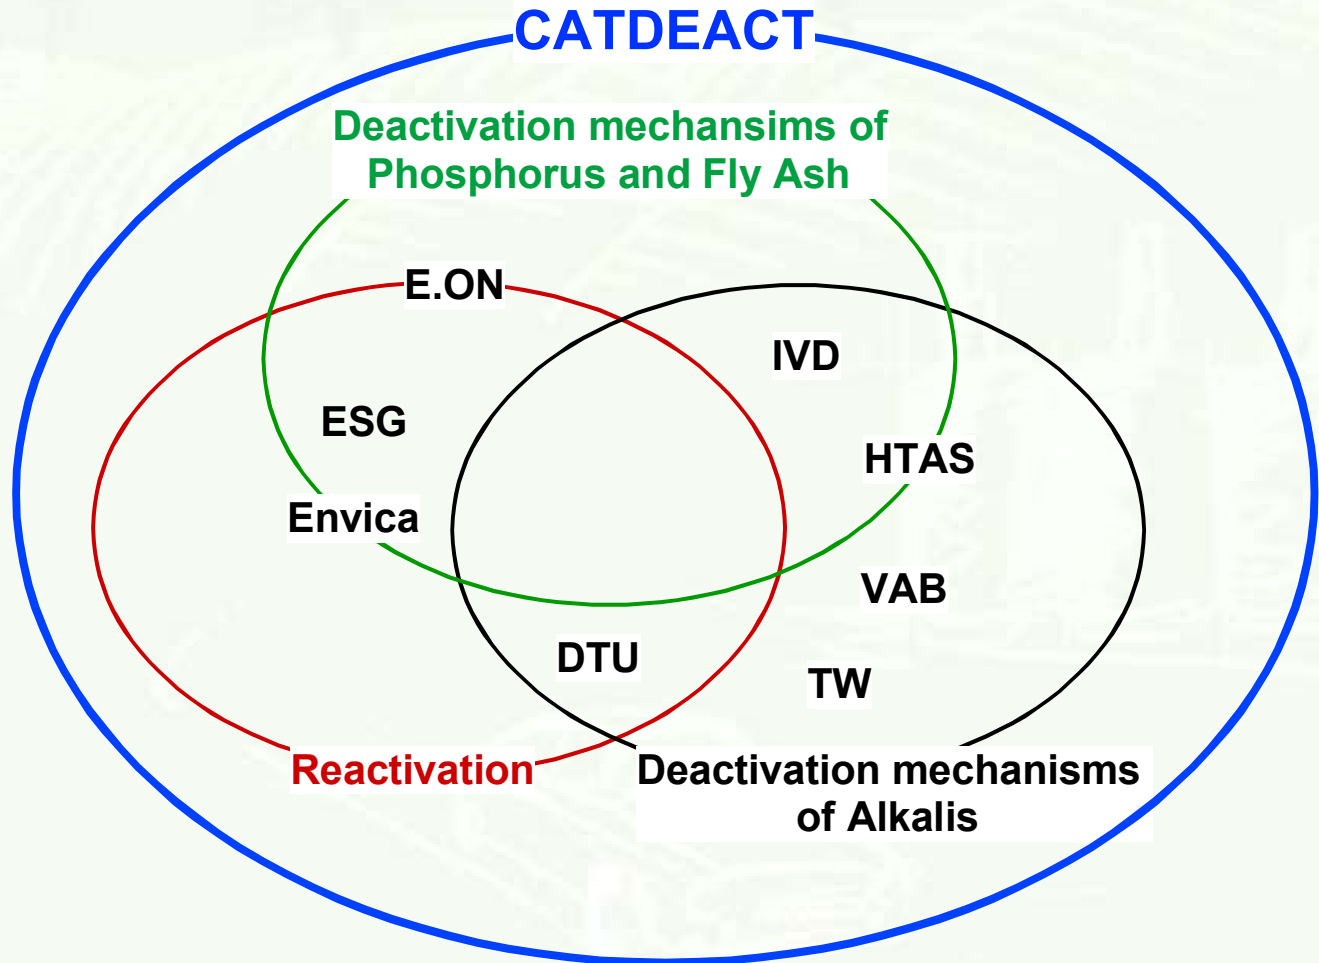 CATDEACT
Deactivation mechansims of
Phosphorus and Fly Ash
E.ON
IVD
ESG
HTAS
Envica
VAB
DTU
TW
Reactivation
Deactivation mechanisms
of Alkalis